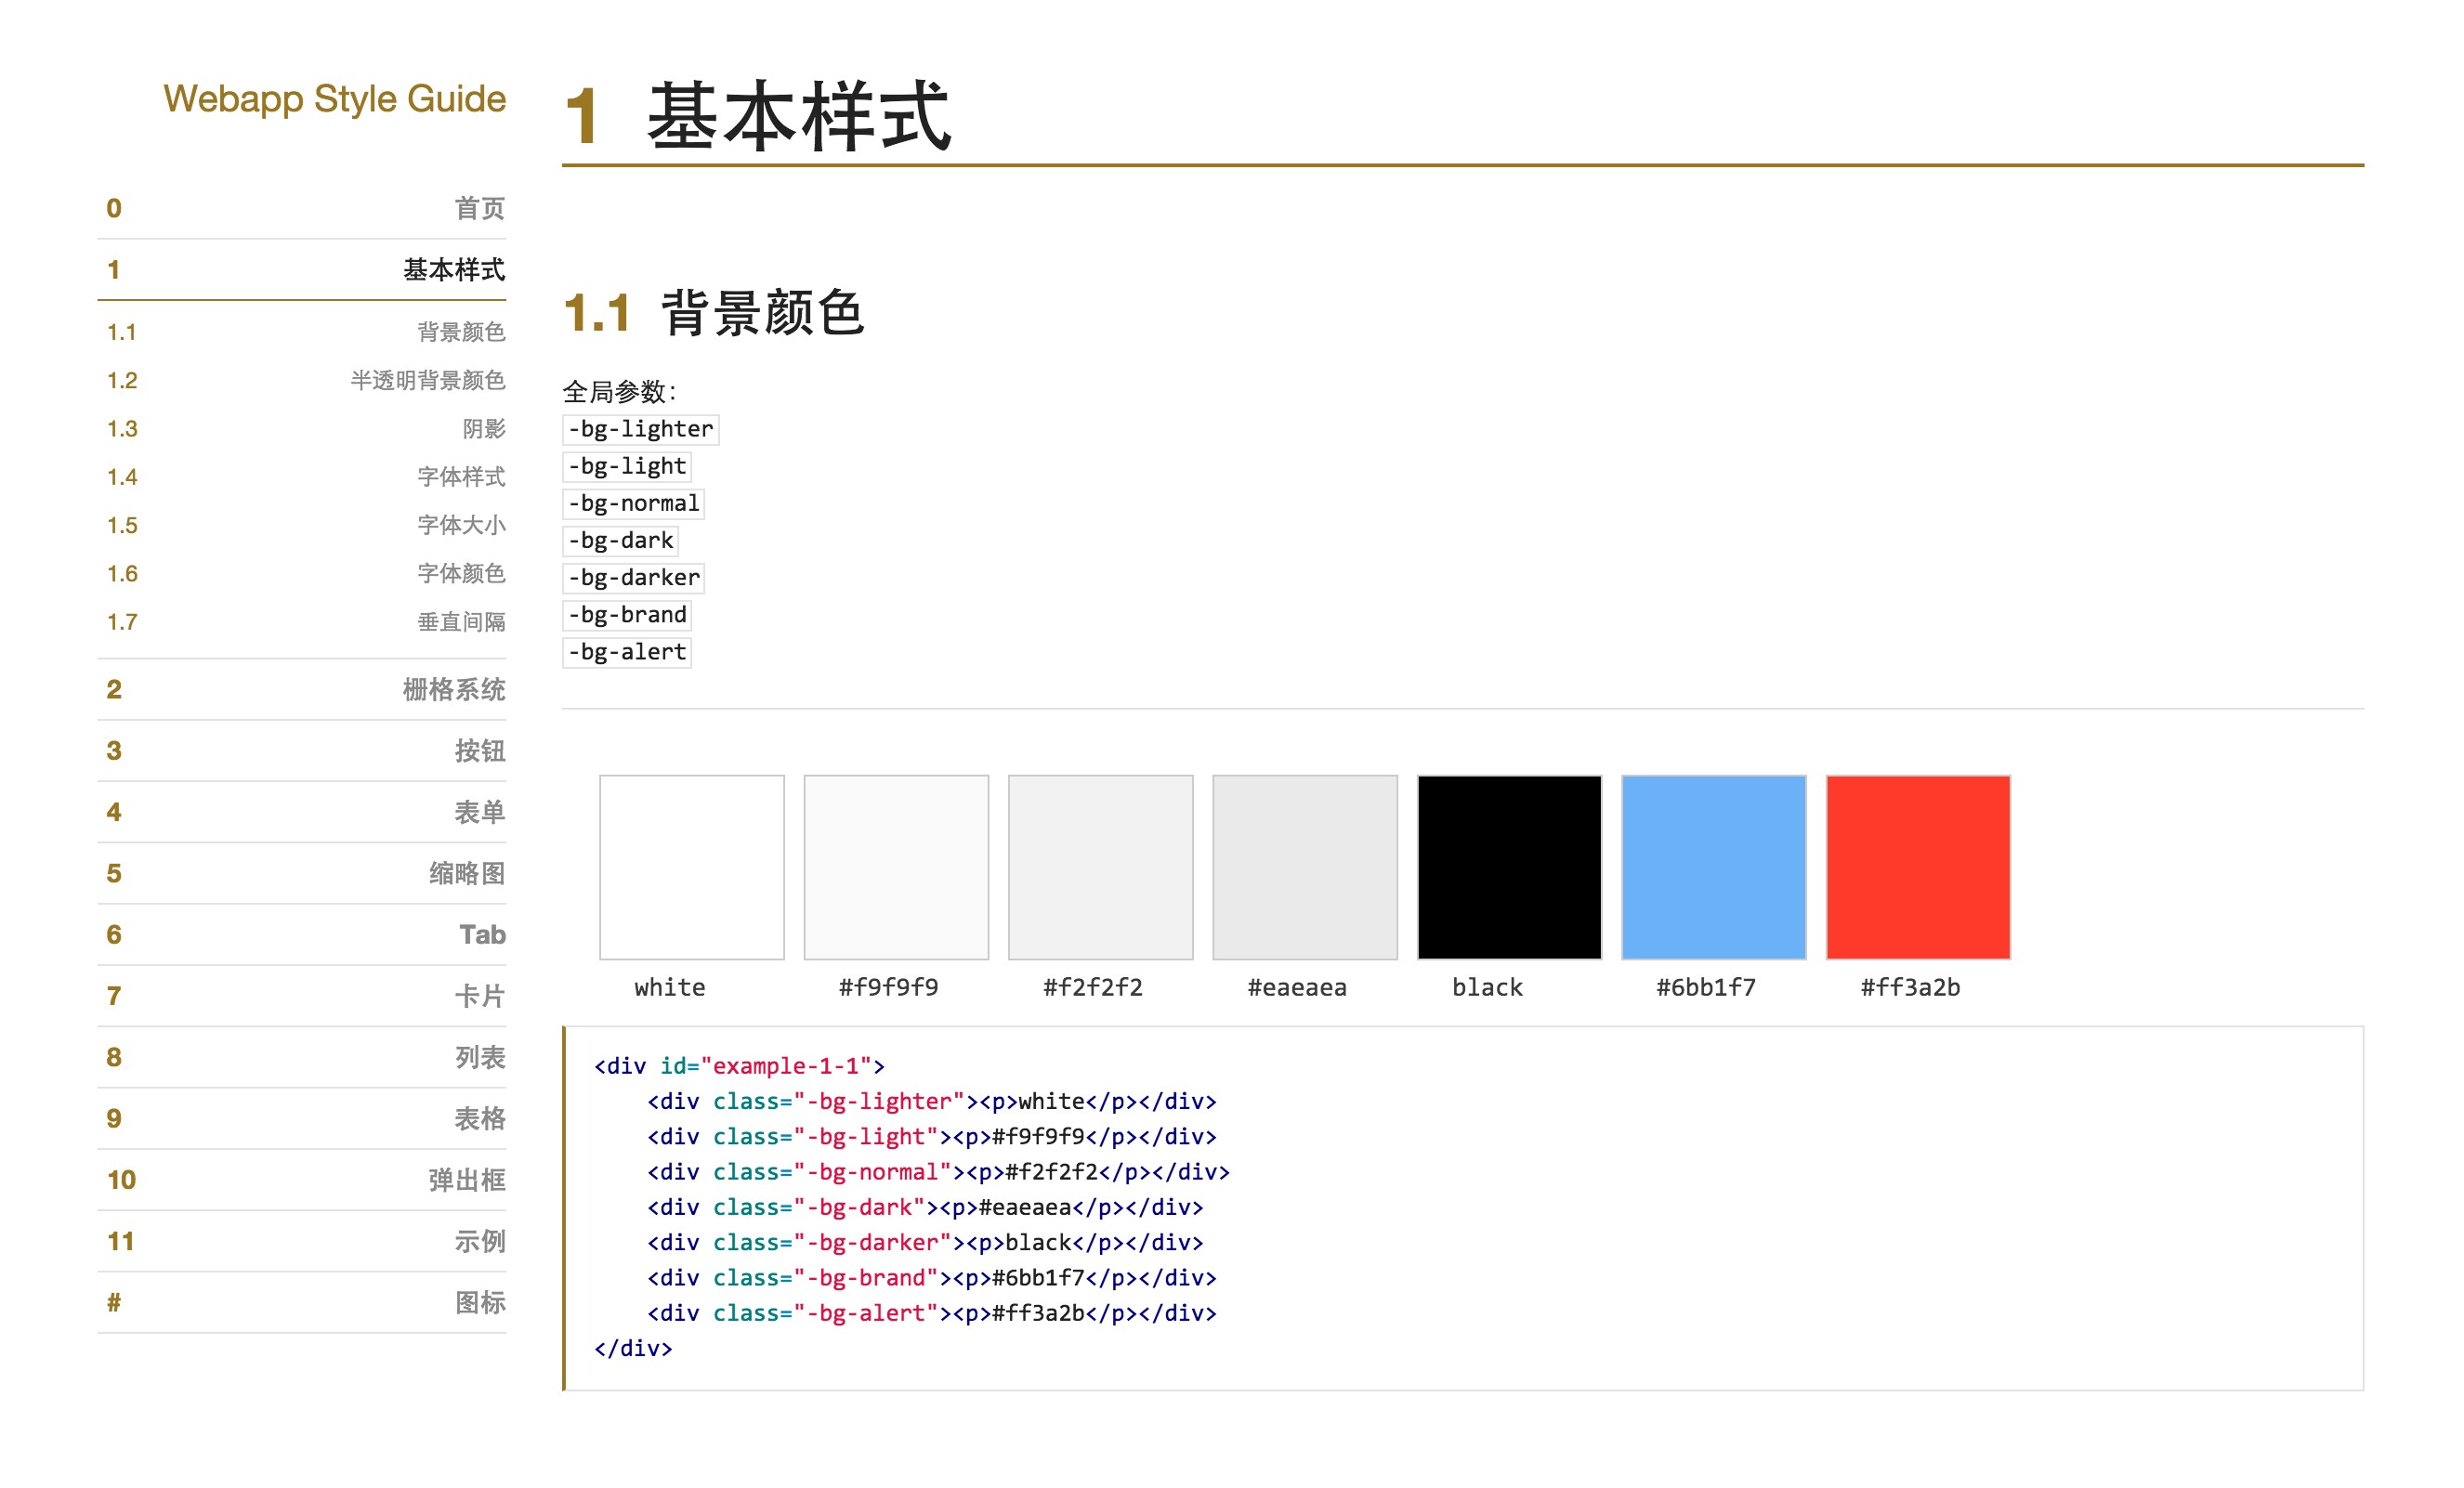 Webapp Style Guide
0 首页
1 基本样式
1.1 背景颜色
1.2 半透明背景颜色
1.3 阴影
1.4 字体样式
1.5 字体大小
1.6 字体颜色
1.7 垂直间隔
2 栅格系统
3 按钮
4 表单
5 缩略图
6 Tab
7 卡片
8 列表
9 表格
10 弹出框
11 示例
# 图标
1 基本样式
1.1 背景颜色
全局参数：
-bg-lighter
-bg-light
-bg-normal
-bg-dark
-bg-darker
-bg-brand
-bg-alert
white #f9f9f9 #f2f2f2 #eaeaea black #6bb1f7 #ff3a2b
<div id="example-1-1">
    <div class="-bg-lighter"><p>white</p></div>
    <div class="-bg-light"><p>#f9f9f9</p></div>
    <div class="-bg-normal"><p>#f2f2f2</p></div>
    <div class="-bg-dark"><p>#eaeaea</p></div>
    <div class="-bg-darker"><p>black</p></div>
    <div class="-bg-brand"><p>#6bb1f7</p></div>
    <div class="-bg-alert"><p>#ff3a2b</p></div>
</div>